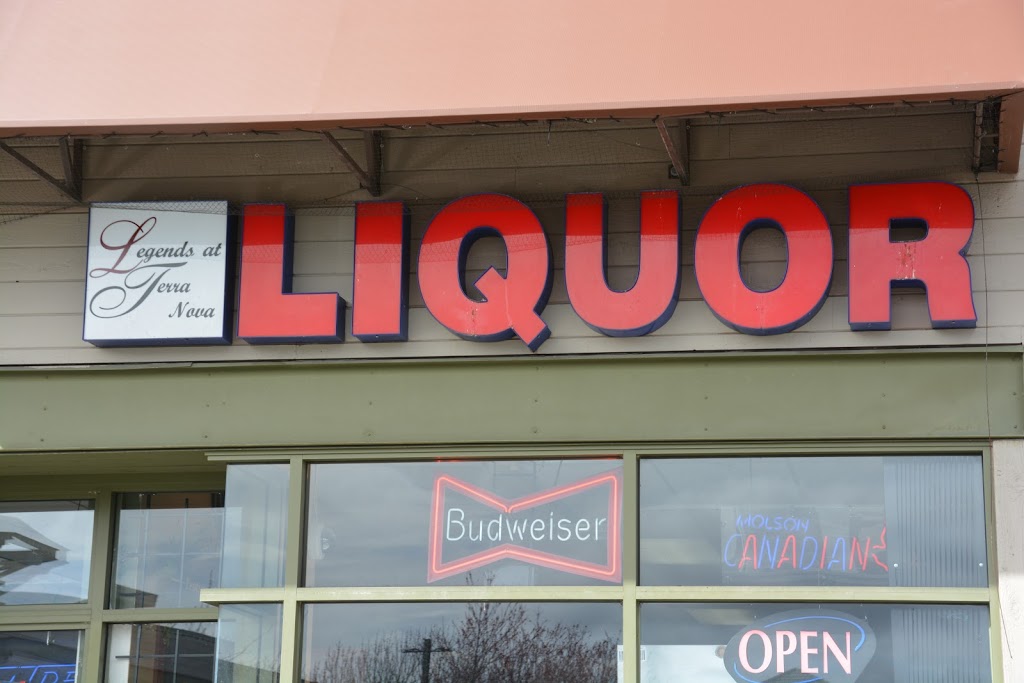 Legends at
Terra
Nova
LIQUOR
Budweiser
MOLSON
CANADIAN
OPEN